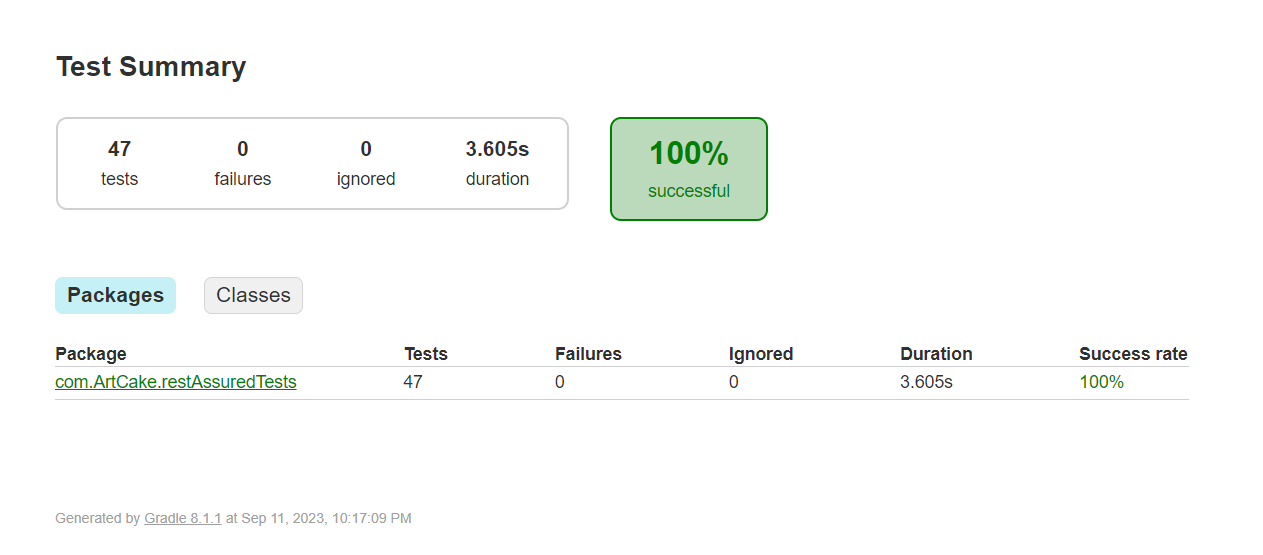 Test Summary
47 0 0 3.605s
tests failures ignored duration
100%
successful
Packages Classes
Package Tests Failures Ignored Duration Success rate
com.ArtCake.restAssuredTests 47 0 0 3.605s 100%
Generated by Gradle 8.1.1 at Sep 11, 2023, 10:17:09 PM